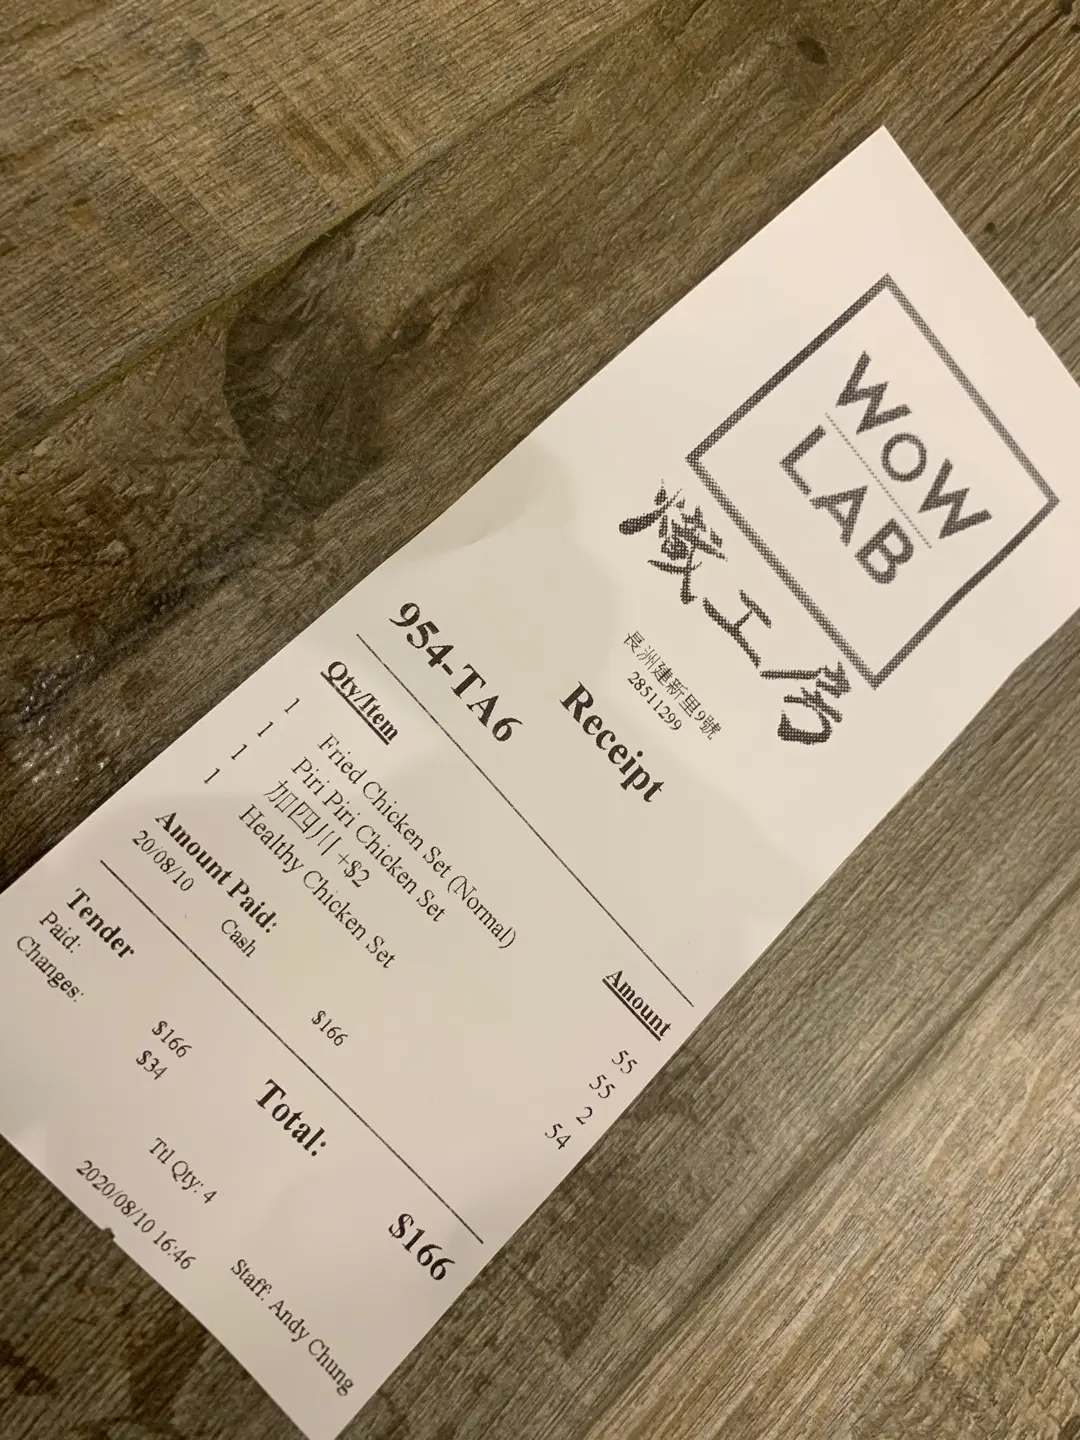 WOW
LAB
工房
長洲建新里9號
28511299
Receipt
954-TA6
Qty/Item Amount
1 Fried Chicken Set (Normal) 55
1 Piri Piri Chicken Set 55
1 加四川 +$2 2
1 Healthy Chicken Set 54
Amount Paid:
20/08/10 Cash $166
Total: $166
Tender
Paid: $166
Changes: $34
Ttl Qty: 4
2020/08/10 16:46 Staff: Andy Chung